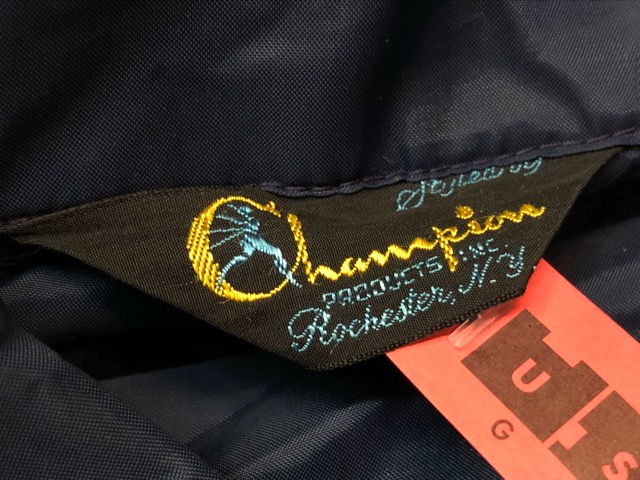 Styled by
Champion
PRODUCTS, INC.
Rochester, N.Y.
U.S
G